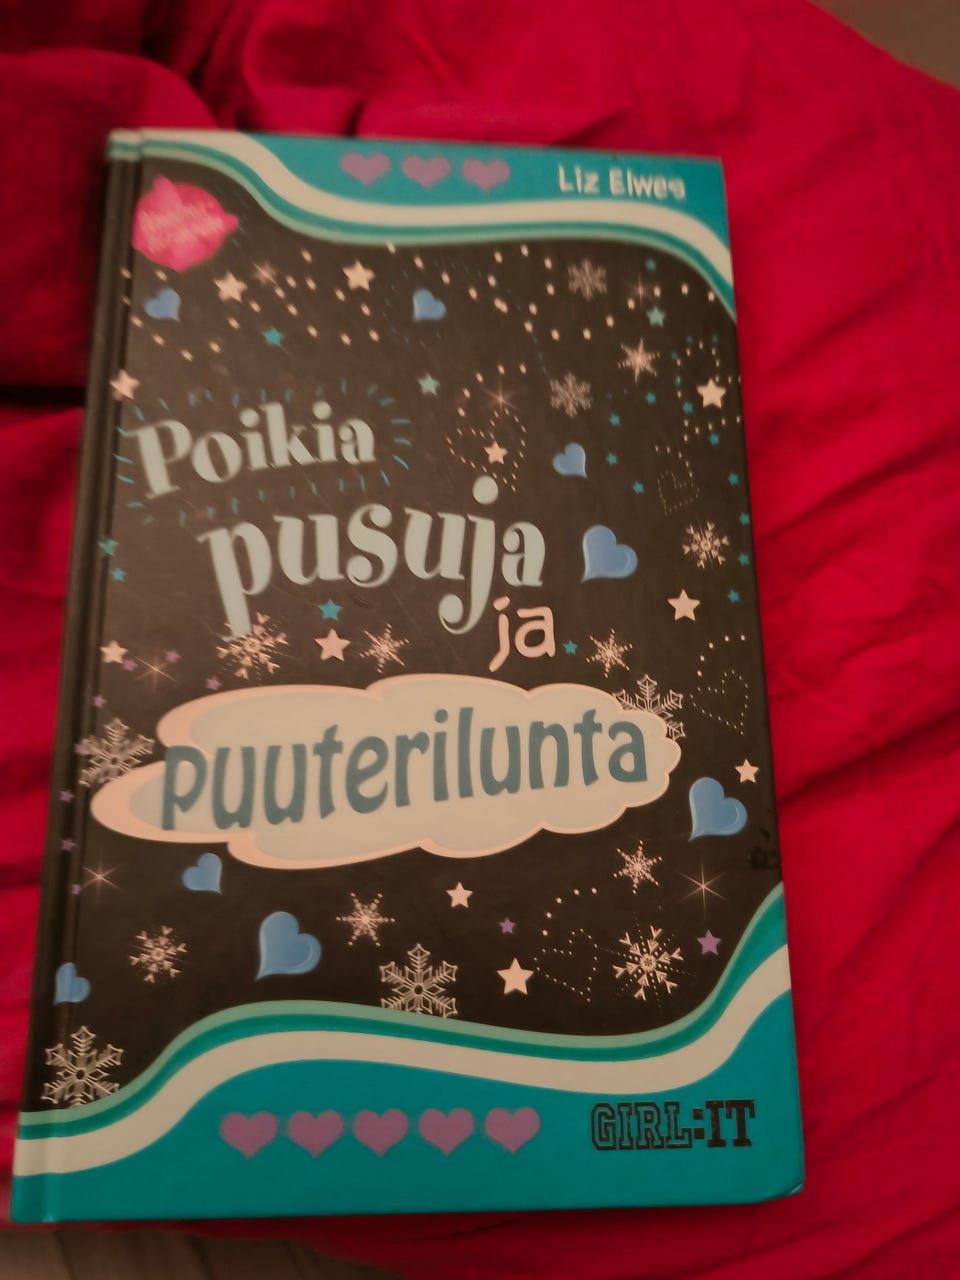 Liz Elwes
Poikia
pusuja
ja
puuterilunta
GIRL:IT